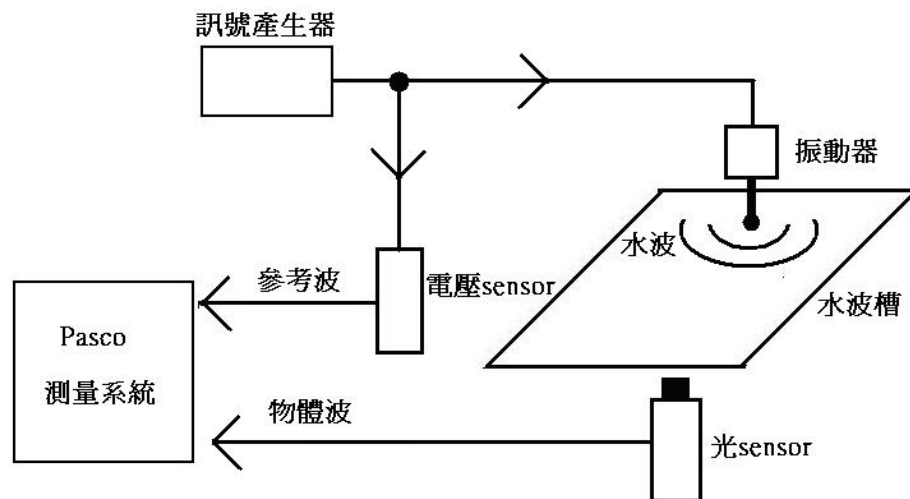 訊號產生器
振動器
水波
水波槽
參考波
電壓sensor
Pasco
測量系統
物體波
光sensor